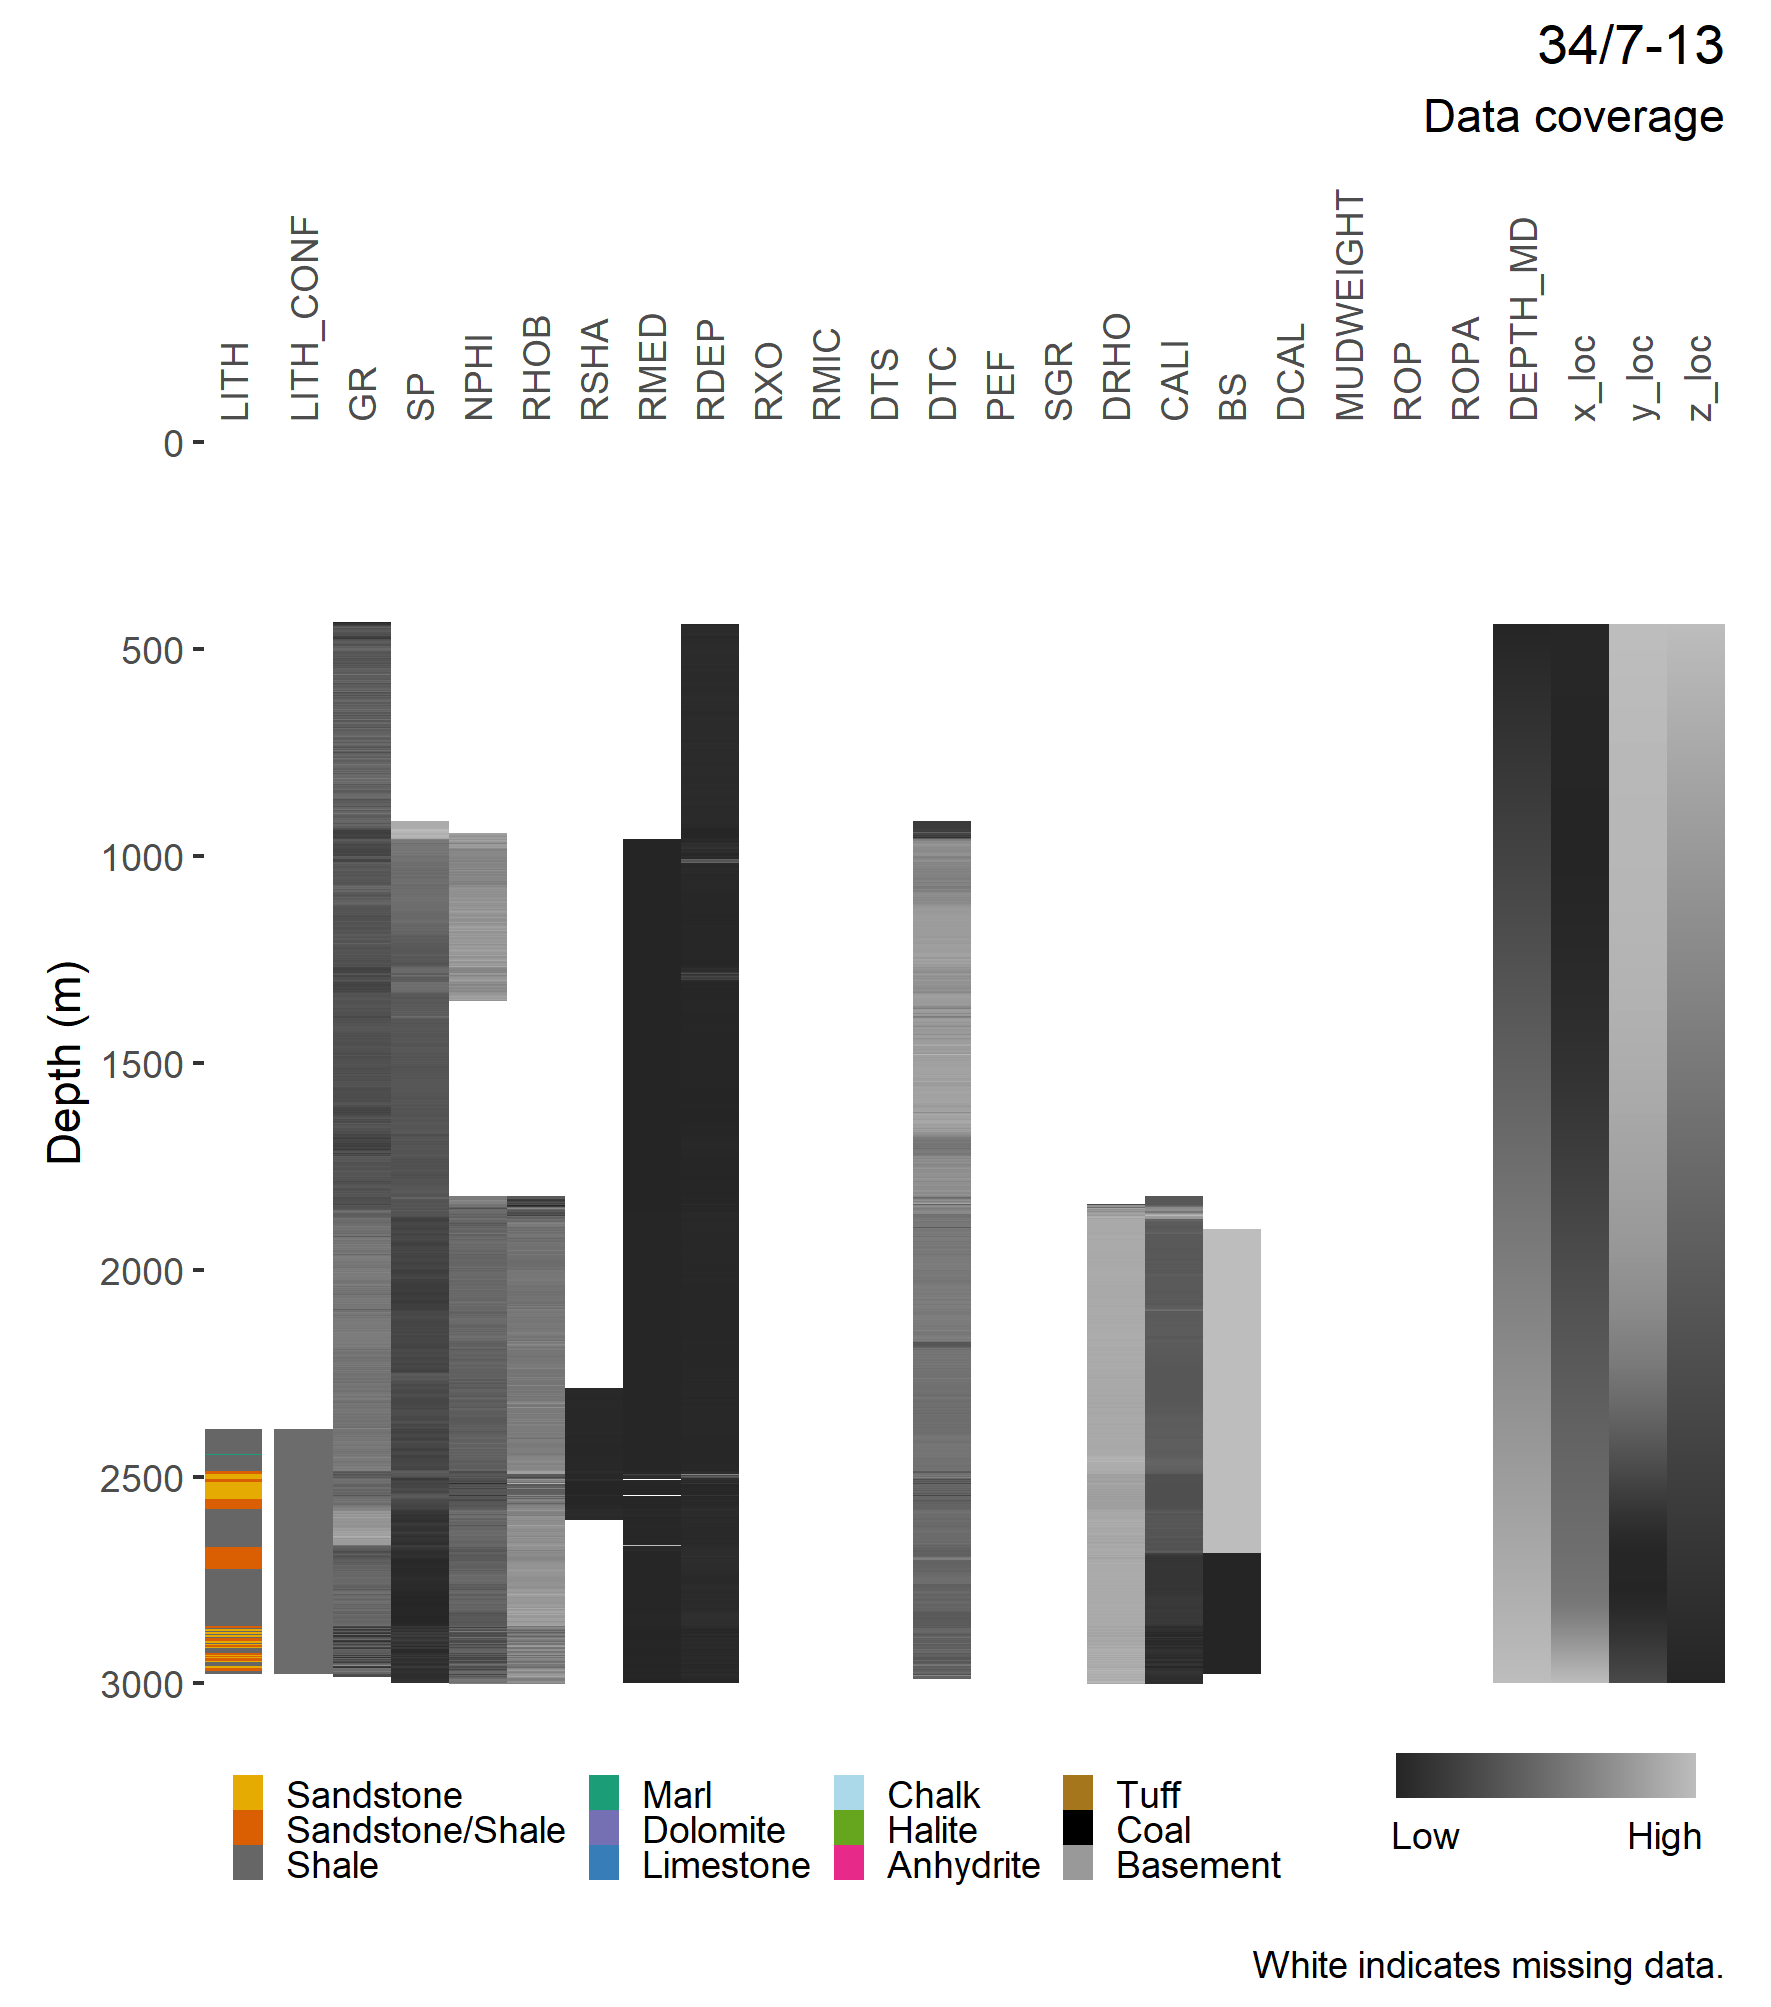 34/7-13
Data coverage
LITH
LITH_CONF
GR
SP
NPHI
RHOB
RSHA
RMED
RDEP
RXO
RMIC
DTS
DTC
PEF
SGR
DRHO
CALI
BS
DCAL
MUDWEIGHT
ROP
ROPA
DEPTH_MD
x_loc
y_loc
z_loc
Depth (m)
0
500
1000
1500
2000
2500
3000
Sandstone
Sandstone/Shale
Shale
Marl
Dolomite
Limestone
Chalk
Halite
Anhydrite
Tuff
Coal
Basement
Low
High
White indicates missing data.